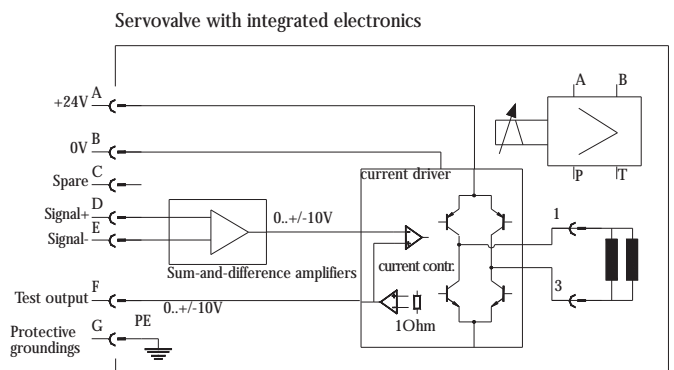 Servovalve with integrated electronics
A
+24V
A B
B
0V
C
Spare
current driver
P T
D
Signal+
0..+/-10V
1
E
Signal-
current contr.
Sum-and-difference amplifiers
F
Test output
0..+/-10V
3
1Ohm
G
PE
Protective
groundings